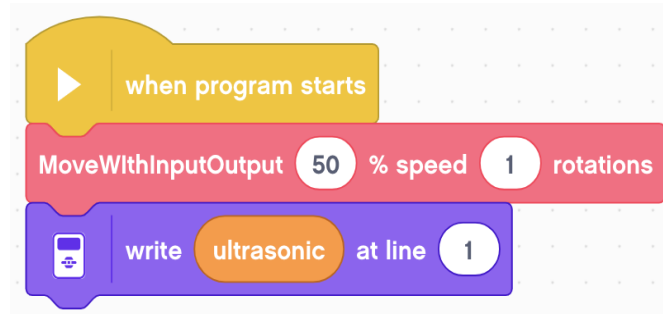 when program starts
MoveWIthInputOutput 50 % speed 1 rotations
write ultrasonic at line 1